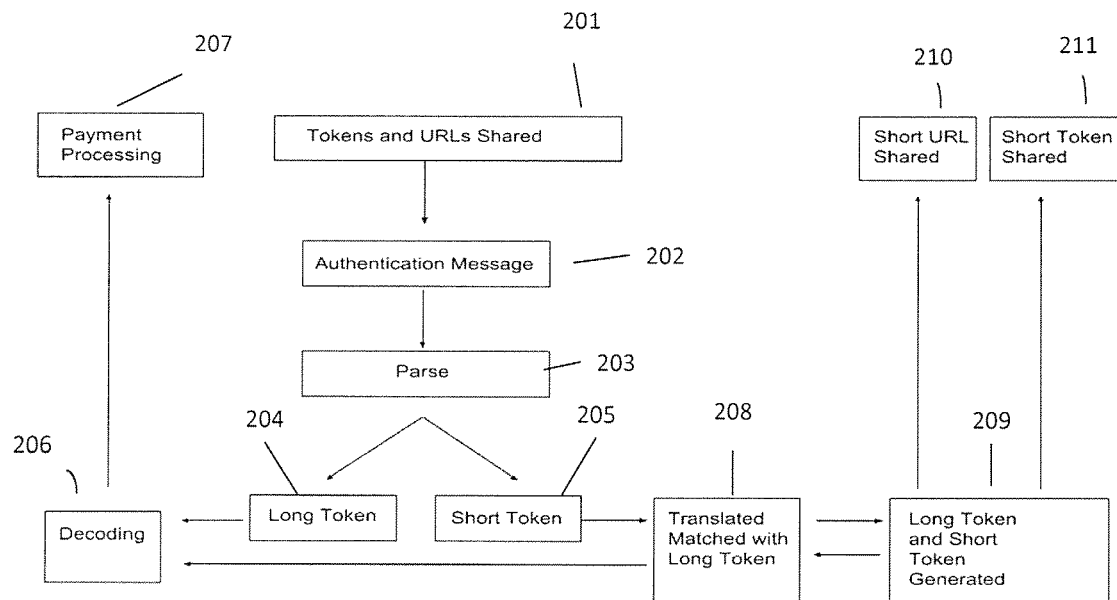 201
207
210
211
Payment
Processing
Tokens and URLs Shared
Short URL
Shared
Short Token
Shared
Authentication Message
202
Parse
203
204
205
208
209
206
Decoding
Long Token
Short Token
Translated
Matched with
Long Token
Long Token
and Short
Token
Generated